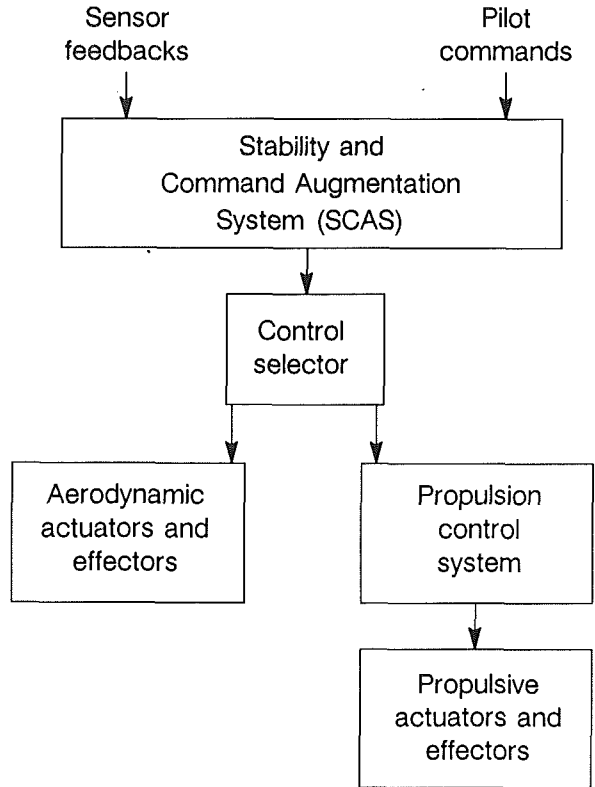 Sensor
feedbacks
Pilot
commands
Stability and
Command Augmentation
System (SCAS)
Control
selector
Aerodynamic
actuators and
effectors
Propulsion
control
system
Propulsive
actuators and
effectors